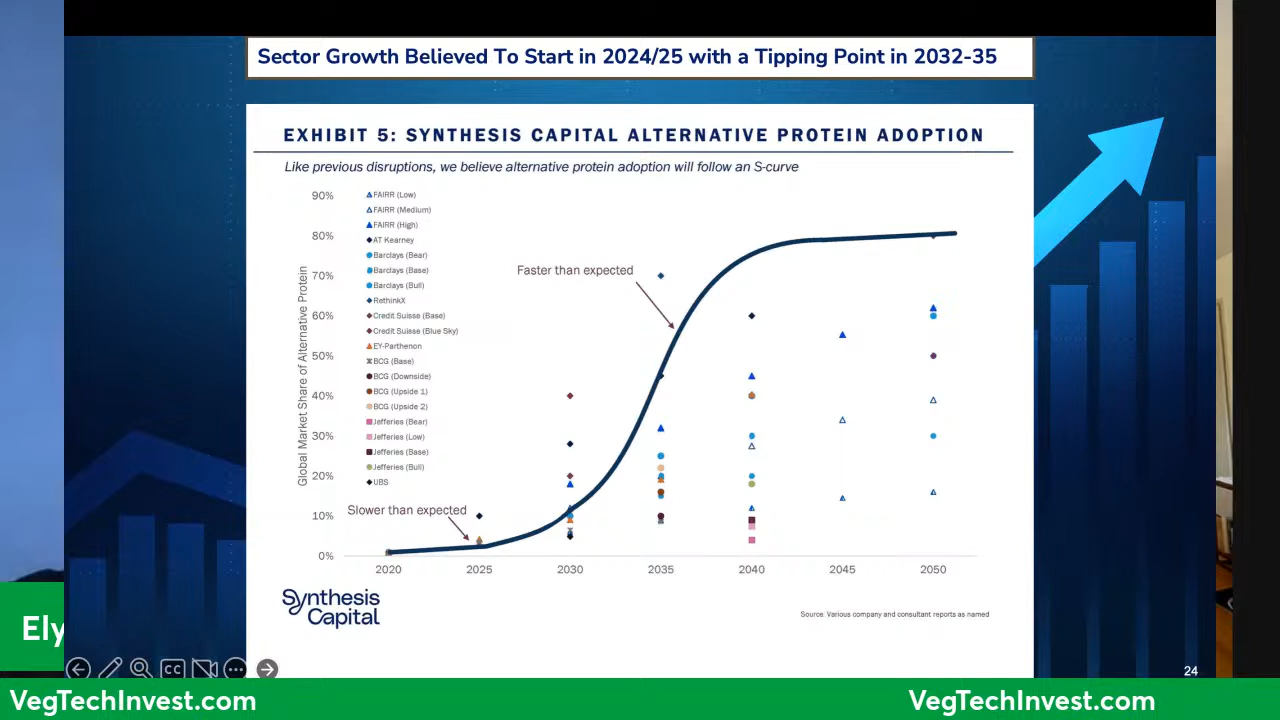 Sector Growth Believed To Start in 2024/25 with a Tipping Point in 2032-35
EXHIBIT 5: SYNTHESIS CAPITAL ALTERNATIVE PROTEIN ADOPTION
Like previous disruptions, we believe alternative protein adoption will follow an S-curve
Global Market Share of Alternative Protein
90%
80%
70%
60%
50%
40%
30%
20%
10%
0%
FAIRR (Low)
FAIRR (Medium)
FAIRR (High)
AT Kearney
Barclays (Bear)
Barclays (Base)
Barclays (Bull)
RethinkX
Credit Suisse (Base)
Credit Suisse (Blue Sky)
EY-Parthenon
BCG (Base)
BCG (Downside)
BCG (Upside 1)
BCG (Upside 2)
Jefferies (Bear)
Jefferies (Low)
Jefferies (Base)
Jefferies (Bull)
UBS
Faster than expected
Slower than expected
2020 2025 2030 2035 2040 2045 2050
Synthesis
Capital
Source: Various company and consultant reports as named
Ely
CC
24
VegTechInvest.com
VegTechInvest.com